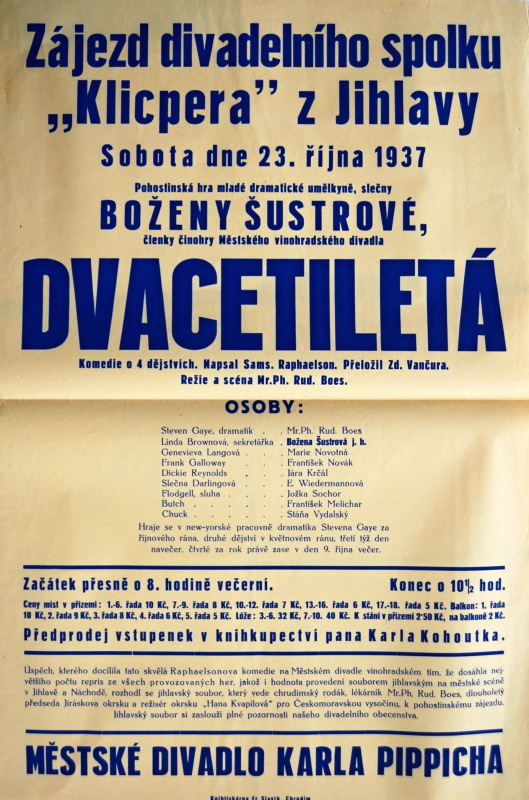 Zájezd divadelního spolku
„Klicpera” z Jihlavy
Sobota dne 23. října 1937
Pohostinská hra mladé dramatické umělkyně, slečny
BOŽENY ŠUSTROVÉ,
členky činohry Městského vinohradského divadla
DVACETILETÁ
Komedie o 4 dějstvích. Napsal Sams. Raphaelson. Přeložil Zd. Vančura.
Režie a scéna Mr.Ph. Rud. Boes.
OSOBY:
Steven Gaye, dramatik . . Mr.Ph. Rud. Boes
Linda Brownová, sekretářka . Božena Šustrová j. h.
Genevieva Langová . . . Marie Novotná
Frank Galloway . . . František Novák
Dickie Reynolds . . . Jára Krčál
Slečna Darlingová . . . E. Wiedermannová
Flodgell, sluha . . . . Ježka Sochor
Butch . . . . . František Melichar
Chuck . . . . . Stáňa Vydalský
Hraje se v new-yorské pracovně dramatika Stevena Gaye za
říjnového rána, druhé dějství v květnovém ránu, třetí týž den
navečer, čtvrté za rok právě zase v den 9. října večer.
Začátek přesně o 8. hodině večerní. Konec o 10½ hod.
Ceny míst v přízemí: 1.-6. řada 10 Kč, 7.-9. řada 8 Kč, 10.-12. řada 7 Kč, 13.-16. řada 6 Kč, 17.-18. řada 5 Kč. Balkon: 1. řada
10 Kč, 2. řada 9 Kč, 3. řada 8 Kč, 4. řada 6 Kč, 5. řada 5 Kč. Lóže: 3.-6. 32 Kč, 7.-10. 40 Kč. K stání v přízemí 2·50 Kč, na balkoně 2 Kč.
Předprodej vstupenek v knihkupectví pana Karla Kohoutka.
Úspěch, kterého docílila tato skvělá Raphaelsonova komedie na Městském divadle vinohradském tím, že dosáhla nej-
většího počtu repris ze všech provozovaných her, jakož i hodnota provedení souborem jihlavským na městské scéně
v Jihlavě a Náchodě, rozhodl se jihlavský soubor, který vede chrudimský rodák, lékárník Mr.Ph. Rud. Boes, dlouholetý
předseda Jiráskova okrsku a režisér okrsku „Hana Kvapilová” pro Českomoravskou vysočinu, k pohostinskému zájezdu.
Jihlavský soubor si zaslouží plné pozornosti našeho divadelního obecenstva.
MĚSTSKÉ DIVADLO KARLA PIPPICHA
Knihtiskárna Fr. Slavík, Chrudim